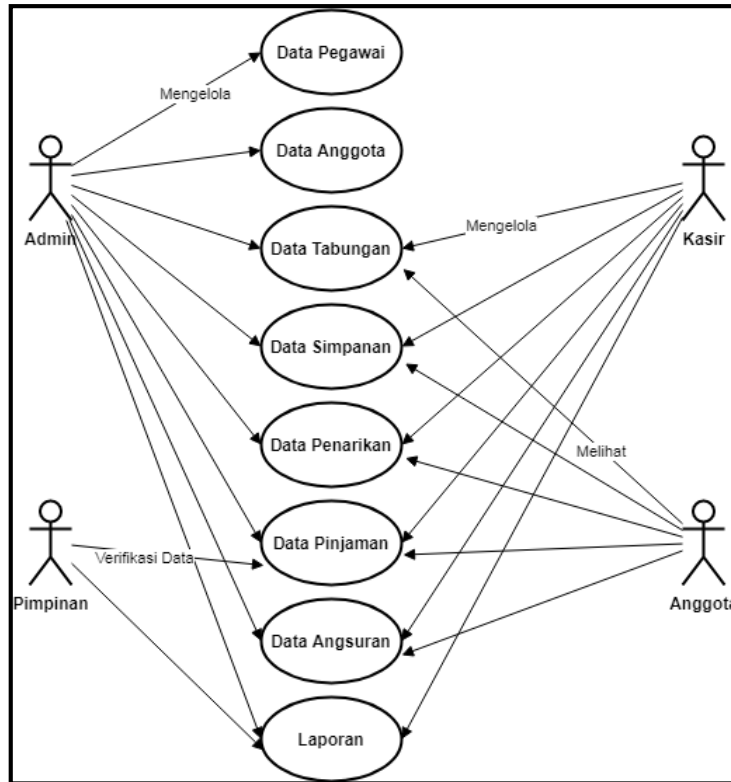 Data Pegawai
Mengelola
Data Anggota
Admin
Data Tabungan
Mengelola
Kasir
Data Simpanan
Data Penarikan
Melihat
Data Pinjaman
Verifikasi Data
Pimpinan
Anggota
Data Angsuran
Laporan